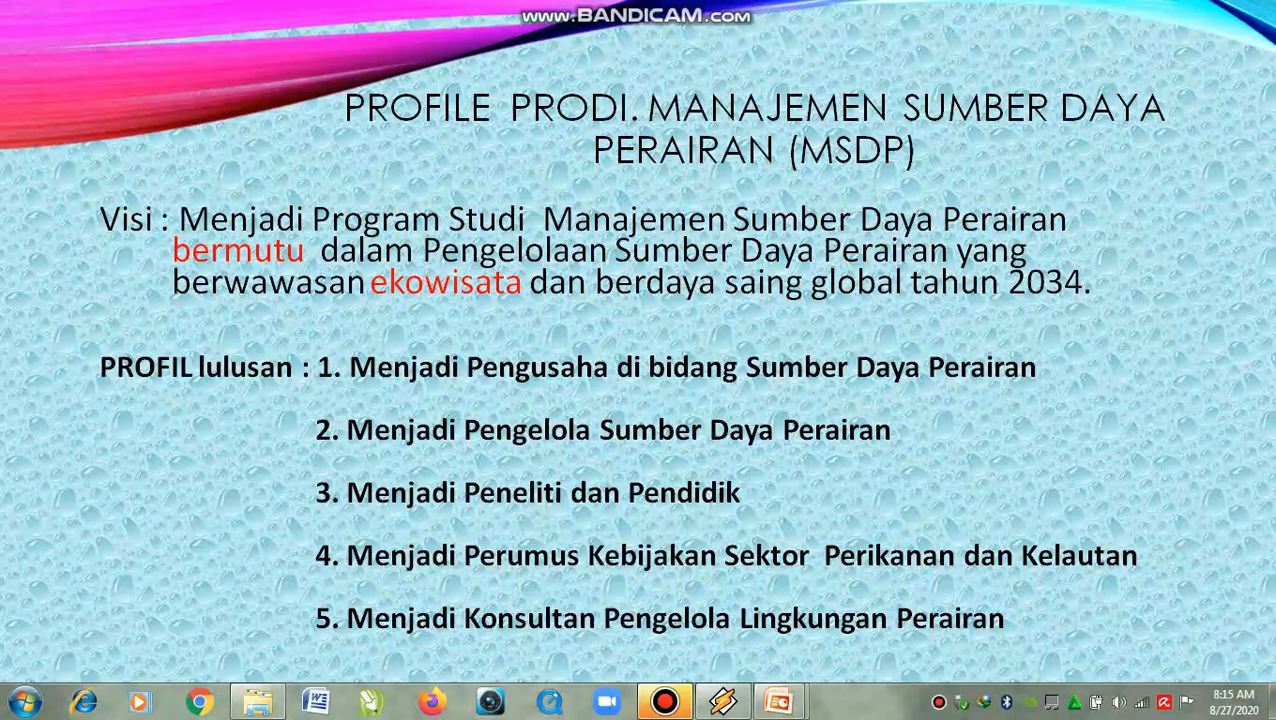 www.BANDICAM.com
PROFILE PRODI. MANAJEMEN SUMBER DAYA
PERAIRAN (MSDP)
Visi : Menjadi Program Studi Manajemen Sumber Daya Perairan
bermutu dalam Pengelolaan Sumber Daya Perairan yang
berwawasan ekowisata dan berdaya saing global tahun 2034.
PROFIL lulusan : 1. Menjadi Pengusaha di bidang Sumber Daya Perairan
2. Menjadi Pengelola Sumber Daya Perairan
3. Menjadi Peneliti dan Pendidik
4. Menjadi Perumus Kebijakan Sektor Perikanan dan Kelautan
5. Menjadi Konsultan Pengelola Lingkungan Perairan
8:15 AM
8/27/2020